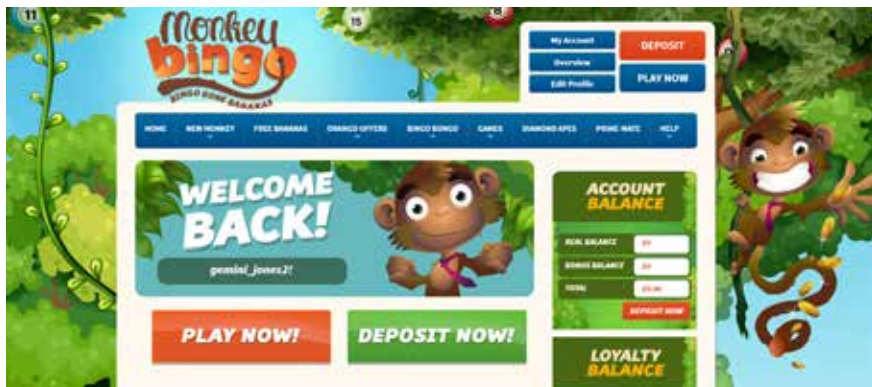 11
15
8
Monkey
bingo
BINGO GONE BANANAS
My Account
Overview
Edit Profile
DEPOSIT
PLAY NOW
HOME NEW MONKEY FREE BANANAS ORANGO OFFERS BINGO BONGO GAMES DIAMOND APES PRIME-MATE HELP
WELCOME
BACK!
gemini_jones2!
PLAY NOW!
DEPOSIT NOW!
ACCOUNT
BALANCE
REAL BALANCE
BONUS BALANCE
TOTAL
DEPOSIT NOW
LOYALTY
BALANCE